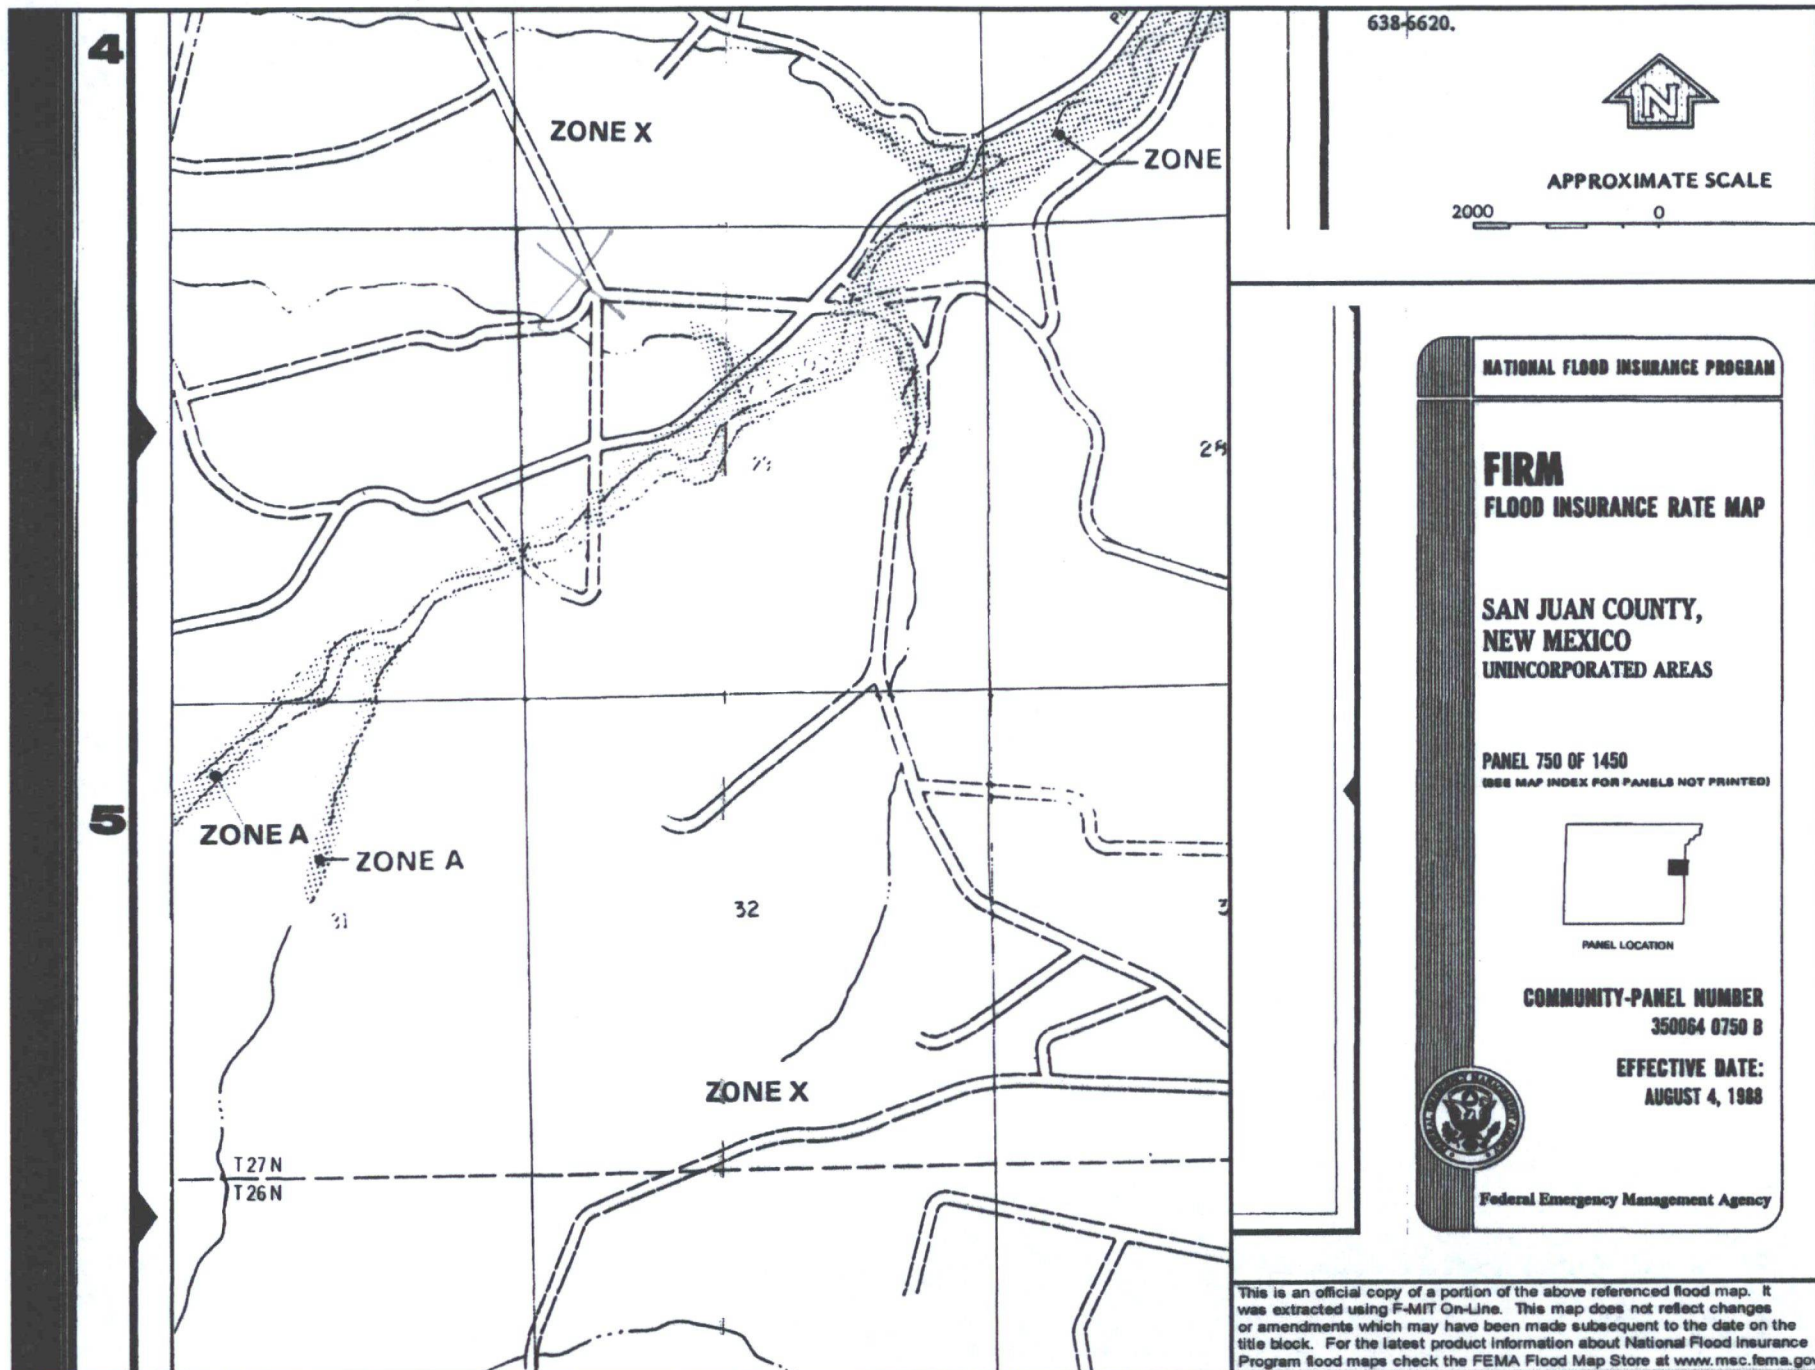 4
ZONE X
ZONE
29
28
5
ZONE A
ZONE A
31
32
3
ZONE X
T 27 N
T 26 N
638-6620.
N
APPROXIMATE SCALE
2000 0
NATIONAL FLOOD INSURANCE PROGRAM
FIRM
FLOOD INSURANCE RATE MAP
SAN JUAN COUNTY,
NEW MEXICO
UNINCORPORATED AREAS
PANEL 750 OF 1450
(SEE MAP INDEX FOR PANELS NOT PRINTED)
PANEL LOCATION
COMMUNITY-PANEL NUMBER
350064 0750 B
EFFECTIVE DATE:
AUGUST 4, 1988
Federal Emergency Management Agency
This is an official copy of a portion of the above referenced flood map. It
was extracted using F-MIT On-Line. This map does not reflect changes
or amendments which may have been made subsequent to the date on the
title block. For the latest product information about National Flood Insurance
Program flood maps check the FEMA Flood Map Store at www.msc.fema.gov